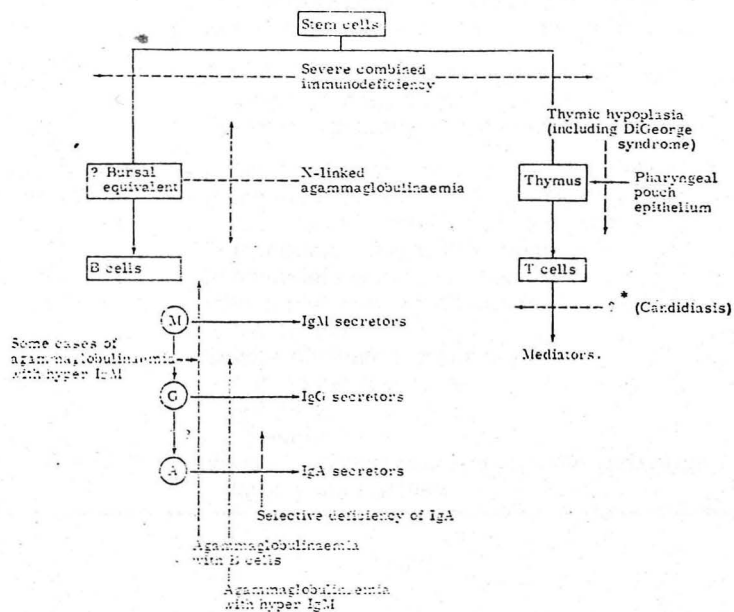 Stem cells
Severe combined
immunodeficiency
Thymic hypoplasia
(including DiGeorge
syndrome)
? Bursal
equivalent
X-linked
agammaglobulinaemia
Thymus
Pharyngeal
pouch
epithelium
B cells
T cells
? * (Candidiasis)
M
IgM secretors
Mediators.
Some cases of
agammaglobulinaemia
with hyper IgM
G
IgG secretors
?
A
IgA secretors
Selective deficiency of IgA
Agammaglobulinaemia
with B cells
Agammaglobulinaemia
with hyper IgM